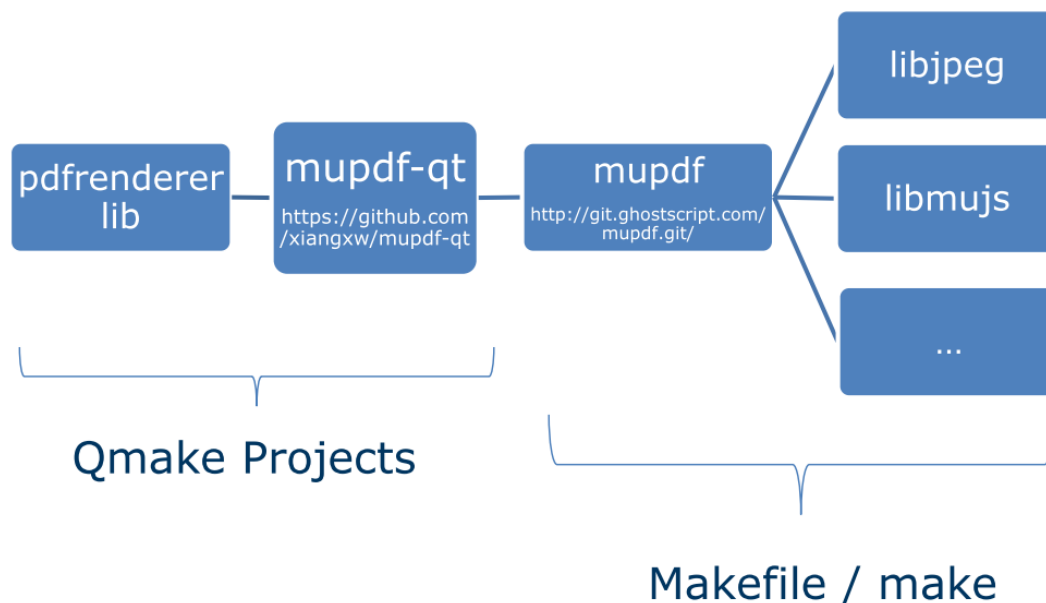 pdfrenderer
lib
mupdf-qt
https://github.com
/xiangxw/mupdf-qt
mupdf
http://git.ghostscript.com/
mupdf.git/
libjpeg
libmujs
...
Qmake Projects
Makefile / make